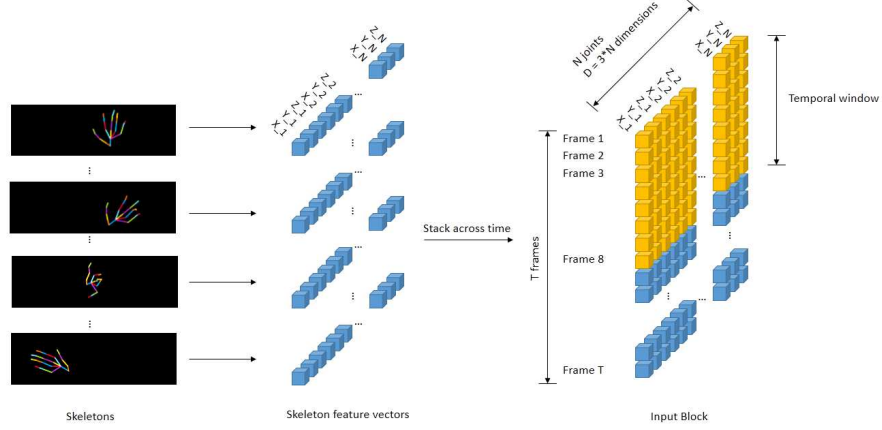 X_1
Y_1
Z_1
X_2
Y_2
Z_2
...
X_N
Y_N
Z_N
...
...
...
...
...
...
Skeletons
Skeleton feature vectors
Stack across time
N joints
D = 3*N dimensions
X_1
Y_1
Z_1
X_2
Y_2
Z_2
X_N
Y_N
Z_N
Temporal window
T frames
Frame 1
Frame 2
Frame 3
...
Frame 8
...
...
Frame T
Input Block